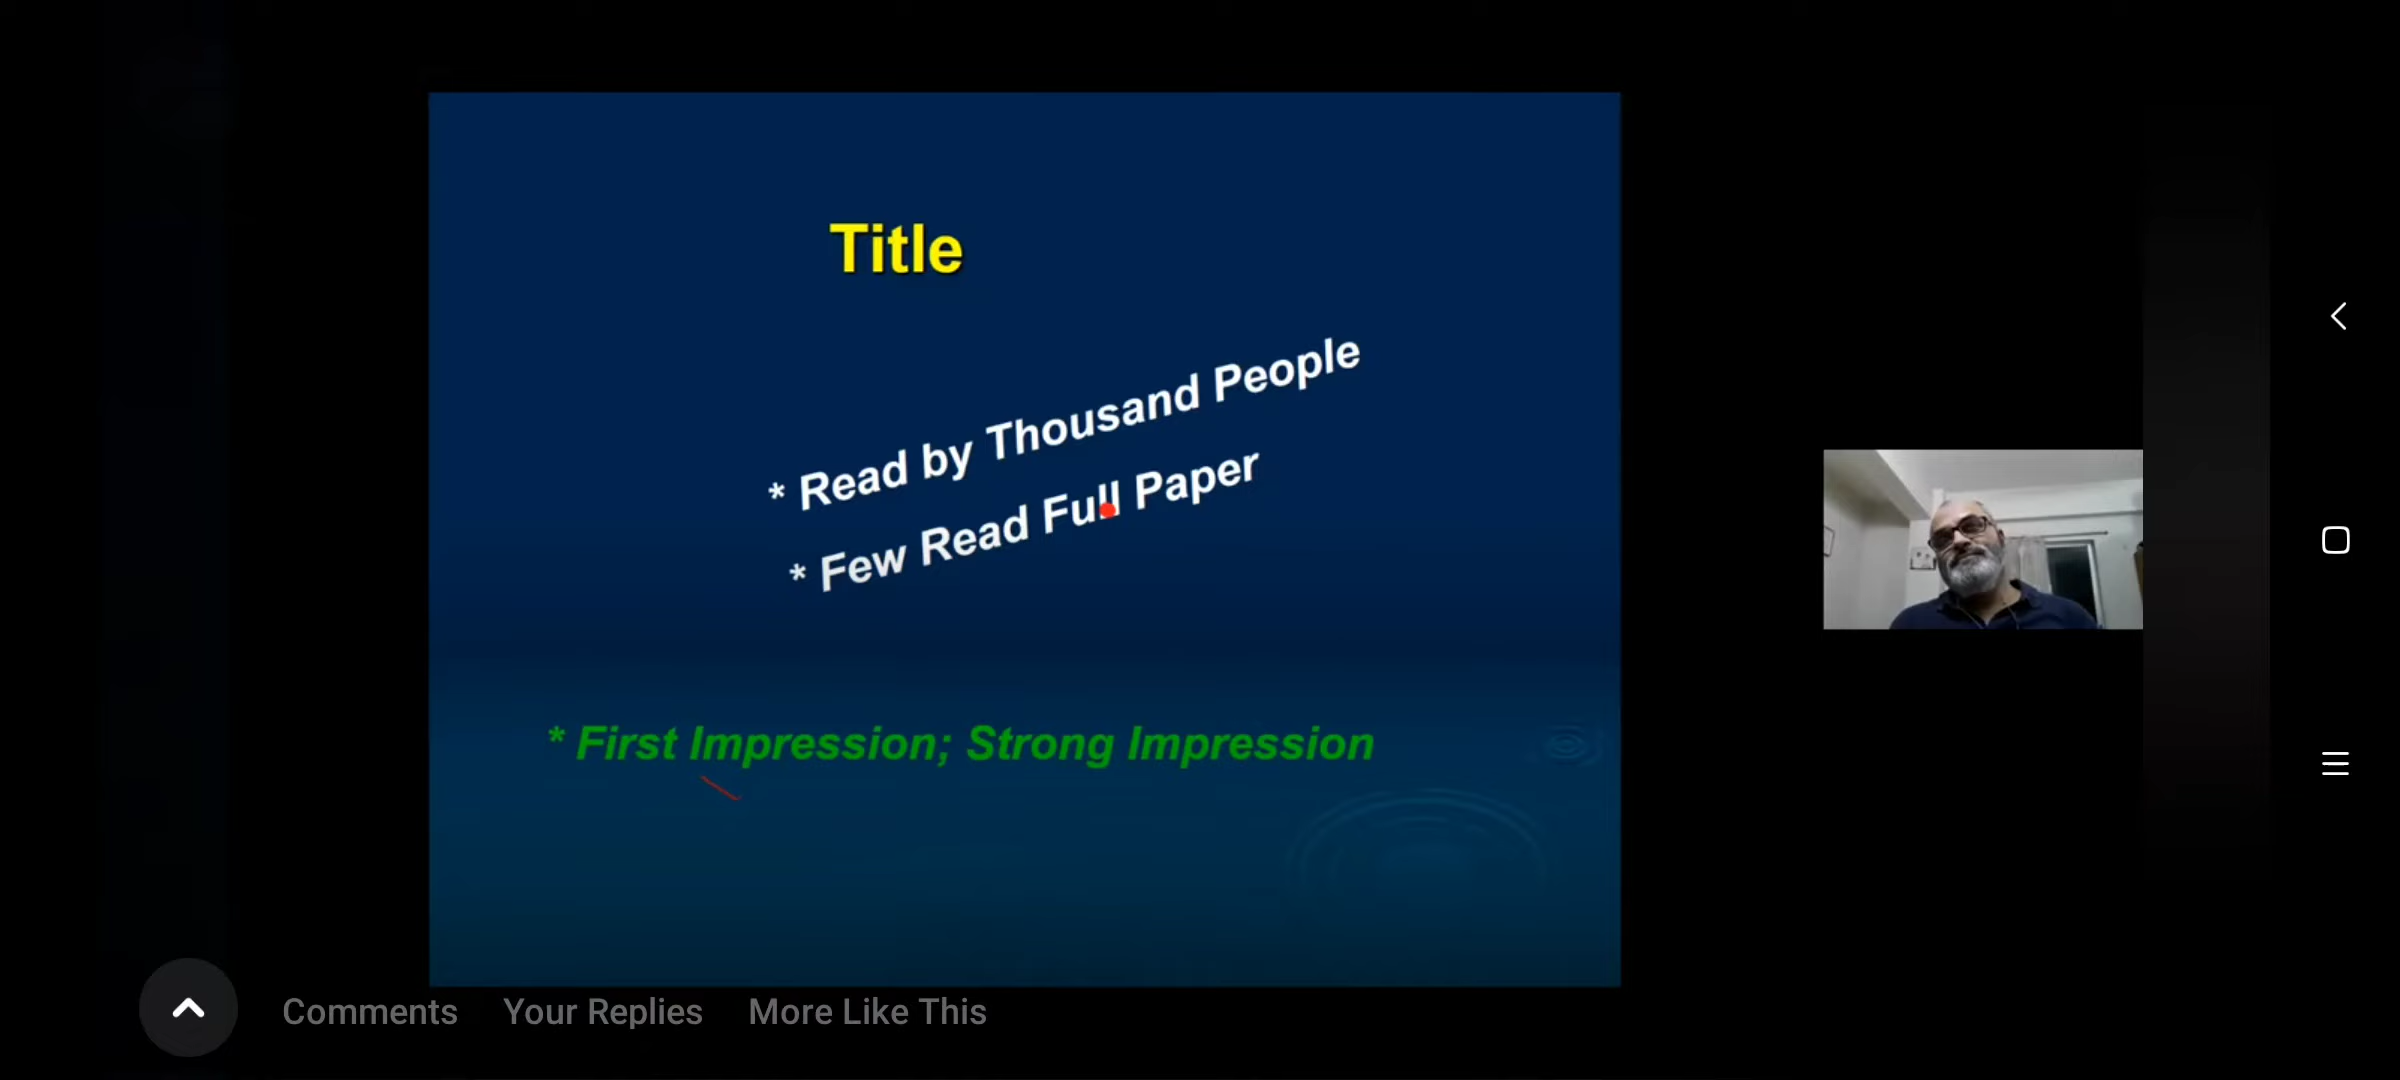 Title
* Read by Thousand People
* Few Read Full Paper
* First Impression; Strong Impression
Comments Your Replies More Like This